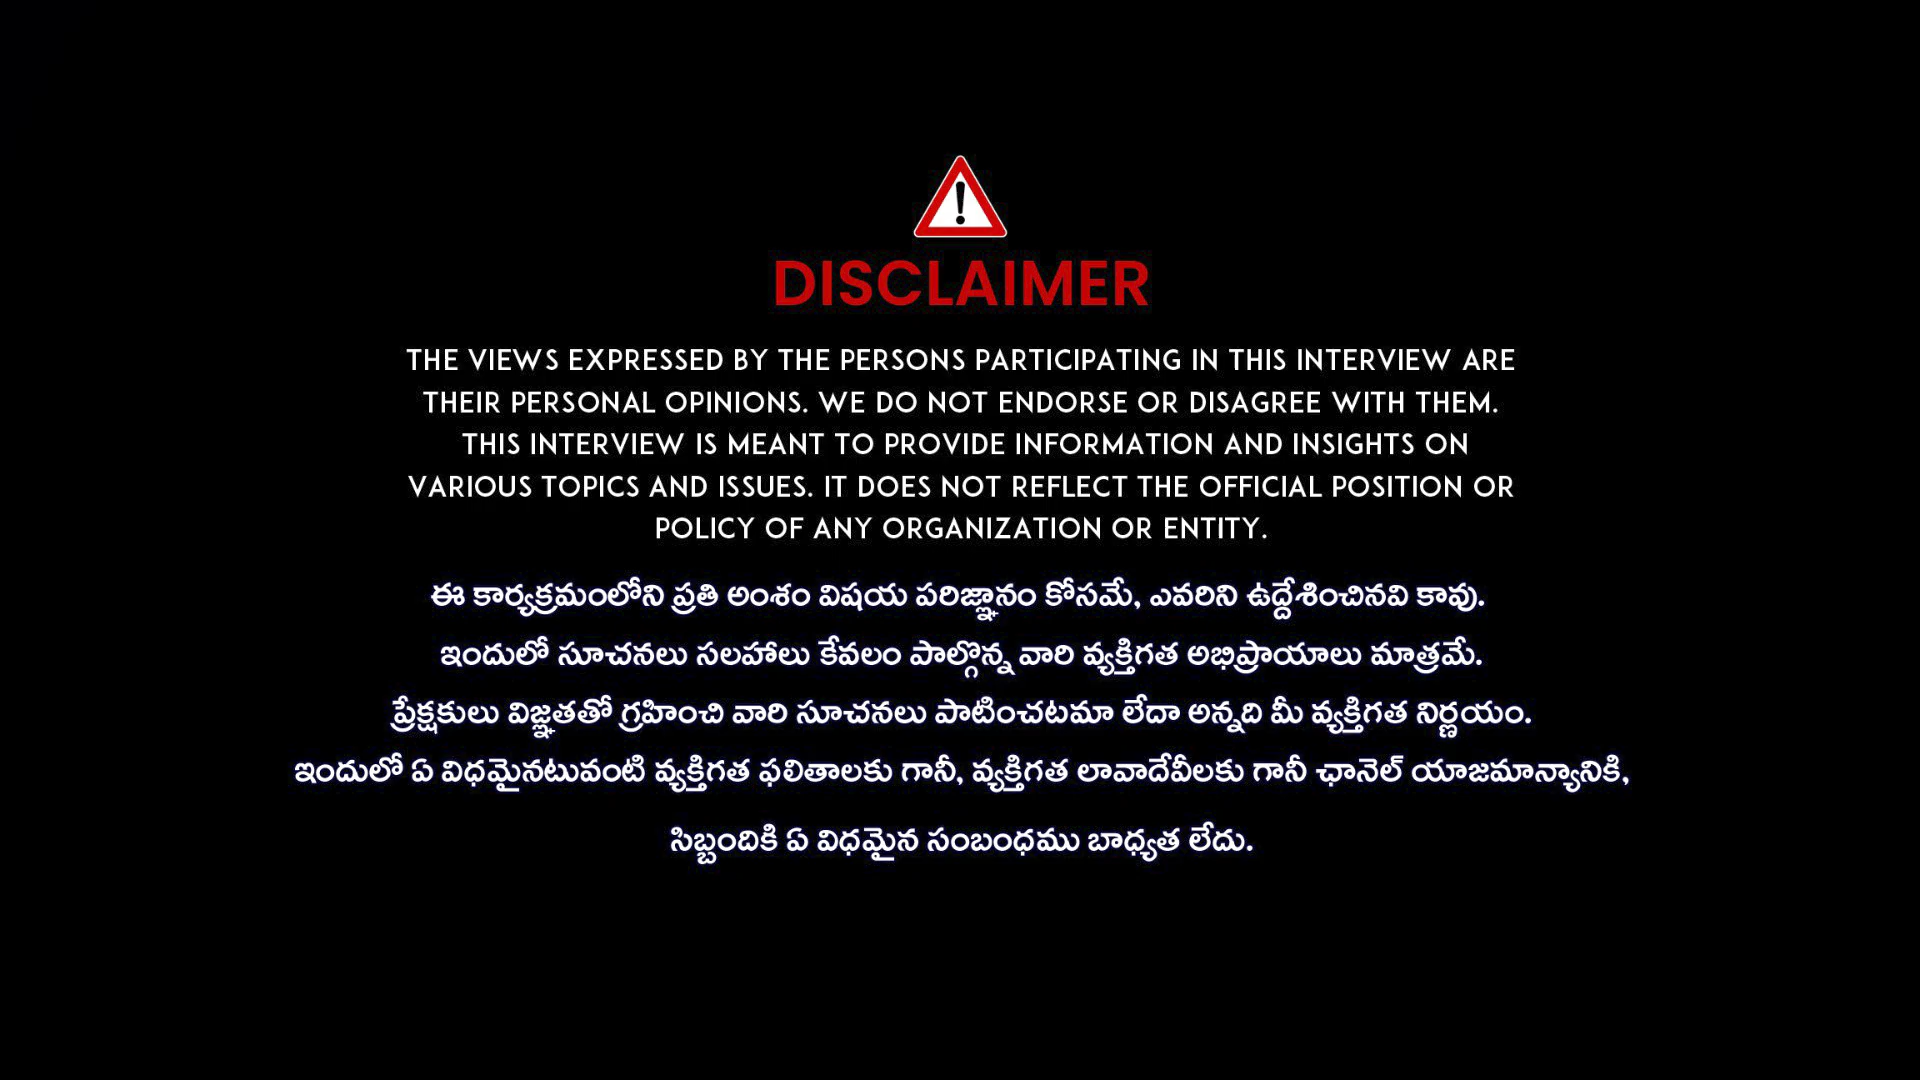 DISCLAIMER
THE VIEWS EXPRESSED BY THE PERSONS PARTICIPATING IN THIS INTERVIEW ARE
THEIR PERSONAL OPINIONS. WE DO NOT ENDORSE OR DISAGREE WITH THEM.
THIS INTERVIEW IS MEANT TO PROVIDE INFORMATION AND INSIGHTS ON
VARIOUS TOPICS AND ISSUES. IT DOES NOT REFLECT THE OFFICIAL POSITION OR
POLICY OF ANY ORGANIZATION OR ENTITY.
ఈ కార్యక్రమంలోని ప్రతి అంశం విషయ పరిజ్ఞానం కోసమే, ఎవరిని ఉద్దేశించినవి కావు.
ఇందులో సూచనలు సలహాలు కేవలం పాల్గొన్న వారి వ్యక్తిగత అభిప్రాయాలు మాత్రమే.
ప్రేక్షకులు విజ్ఞతతో గ్రహించి వారి సూచనలు పాటించటమా లేదా అన్నది మీ వ్యక్తిగత నిర్ణయం.
ఇందులో ఏ విధమైనటువంటి వ్యక్తిగత ఫలితాలకు గానీ, వ్యక్తిగత లావాదేవీలకు గానీ ఛానెల్ యాజమాన్యానికి,
సిబ్బందికి ఏ విధమైన సంబంధము బాధ్యత లేదు.